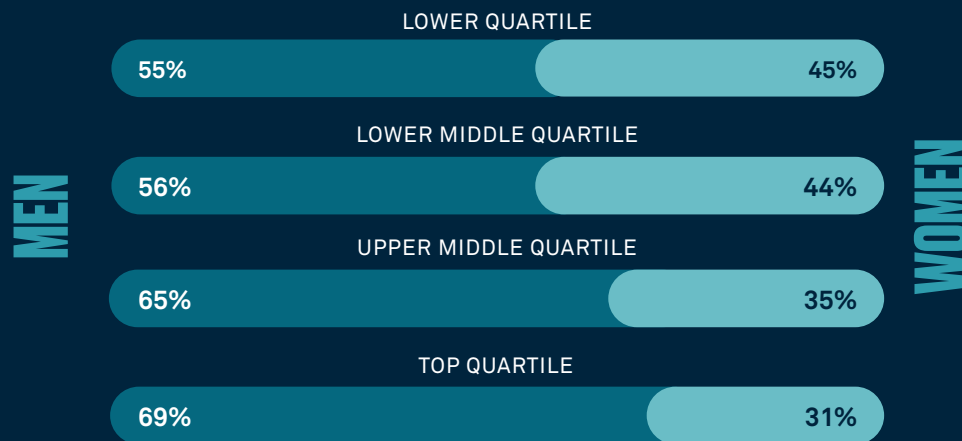 LOWER QUARTILE
55% 45%
LOWER MIDDLE QUARTILE
56% 44%
MEN
WOMEN
UPPER MIDDLE QUARTILE
65% 35%
TOP QUARTILE
69% 31%